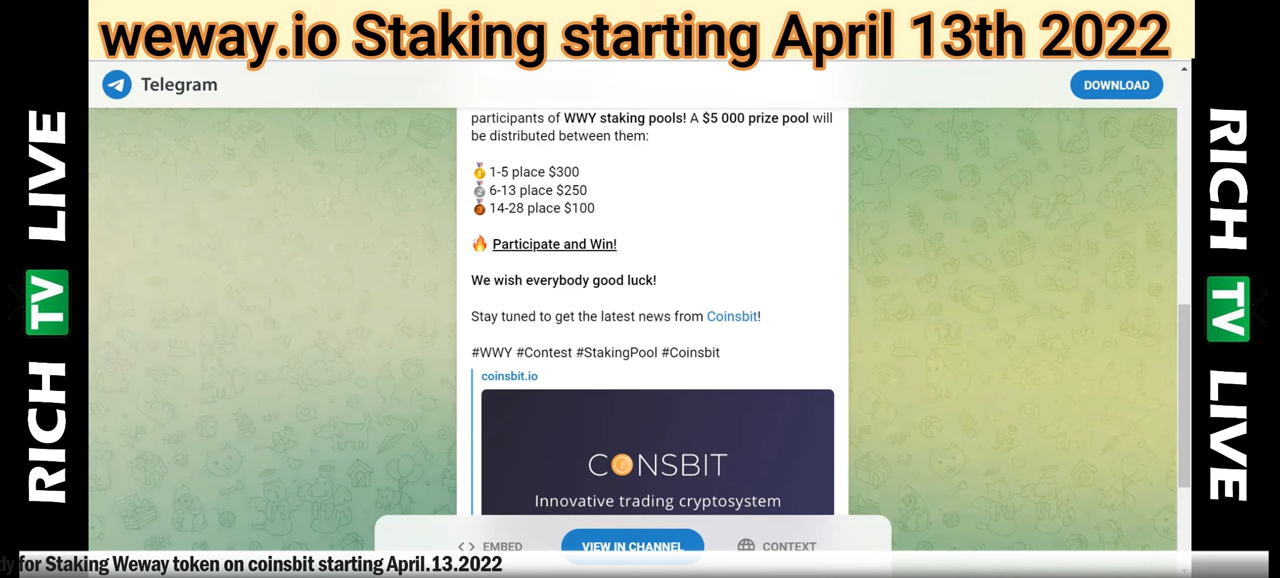 weway.io Staking starting April 13th 2022
Telegram
DOWNLOAD
participants of WWY staking pools! A $5 000 prize pool will
be distributed between them:
1-5 place $300
6-13 place $250
14-28 place $100
Participate and Win!
We wish everybody good luck!
Stay tuned to get the latest news from Coinsbit!
#WWY #Contest #StakingPool #Coinsbit
coinsbit.io
COINSBIT
Innovative trading cryptosystem
EMBED
VIEW IN CHANNEL
CONTEXT
for Staking Weway token on coinsbit starting April.13.2022
RICH TV LIVE
RICH TV LIVE